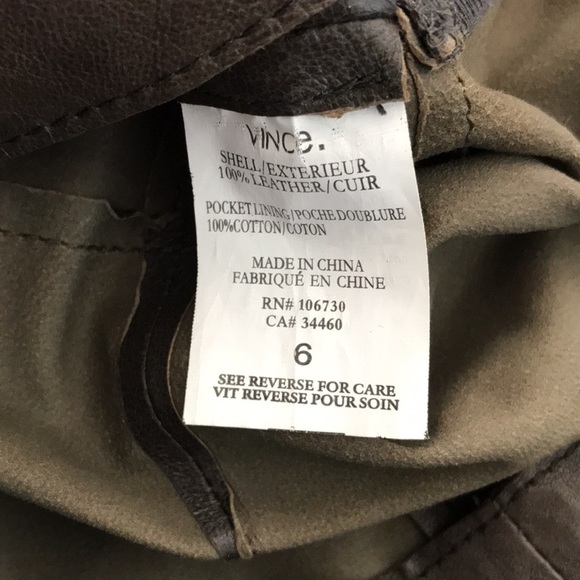 VINCe.
SHELL/EXTERIEUR
100% LEATHER/CUIR
POCKET LINING/POCHE DOUBLURE
100%COTTON/COTON
MADE IN CHINA
FABRIQUÉ EN CHINE
RN# 106730
CA# 34460
6
SEE REVERSE FOR CARE
VIT REVERSE POUR SOIN